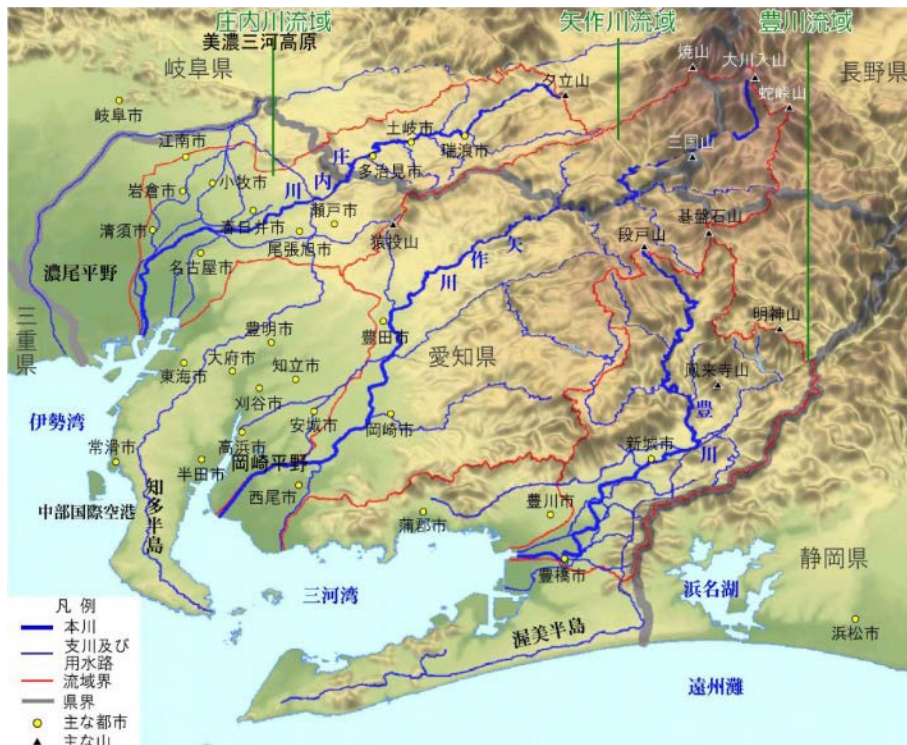 庄内川流域
矢作川流域
豊川流域
美濃三河高原
岐阜県
焼山
大川入山
長野県
夕立山
蛇峠山
岐阜市
土岐市
瑞浪市
江南市
多治見市
三国山
岩倉市
小牧市
庄内川
瀬戸市
碁盤石山
清須市
春日井市
尾張旭市
猿投山
段戸山
名古屋市
濃尾平野
矢作川
三重県
豊明市
豊田市
明神山
愛知県
大府市
知立市
東海市
鳳来寺山
刈谷市
伊勢湾
安城市
岡崎市
豊川
高浜市
新城市
常滑市
半田市
岡崎平野
西尾市
知多半島
豊川市
中部国際空港
蒲郡市
静岡県
豊橋市
三河湾
浜名湖
凡例
本川
支川及び
用水路
流域界
県界
主な都市
主な山
渥美半島
浜松市
遠州灘